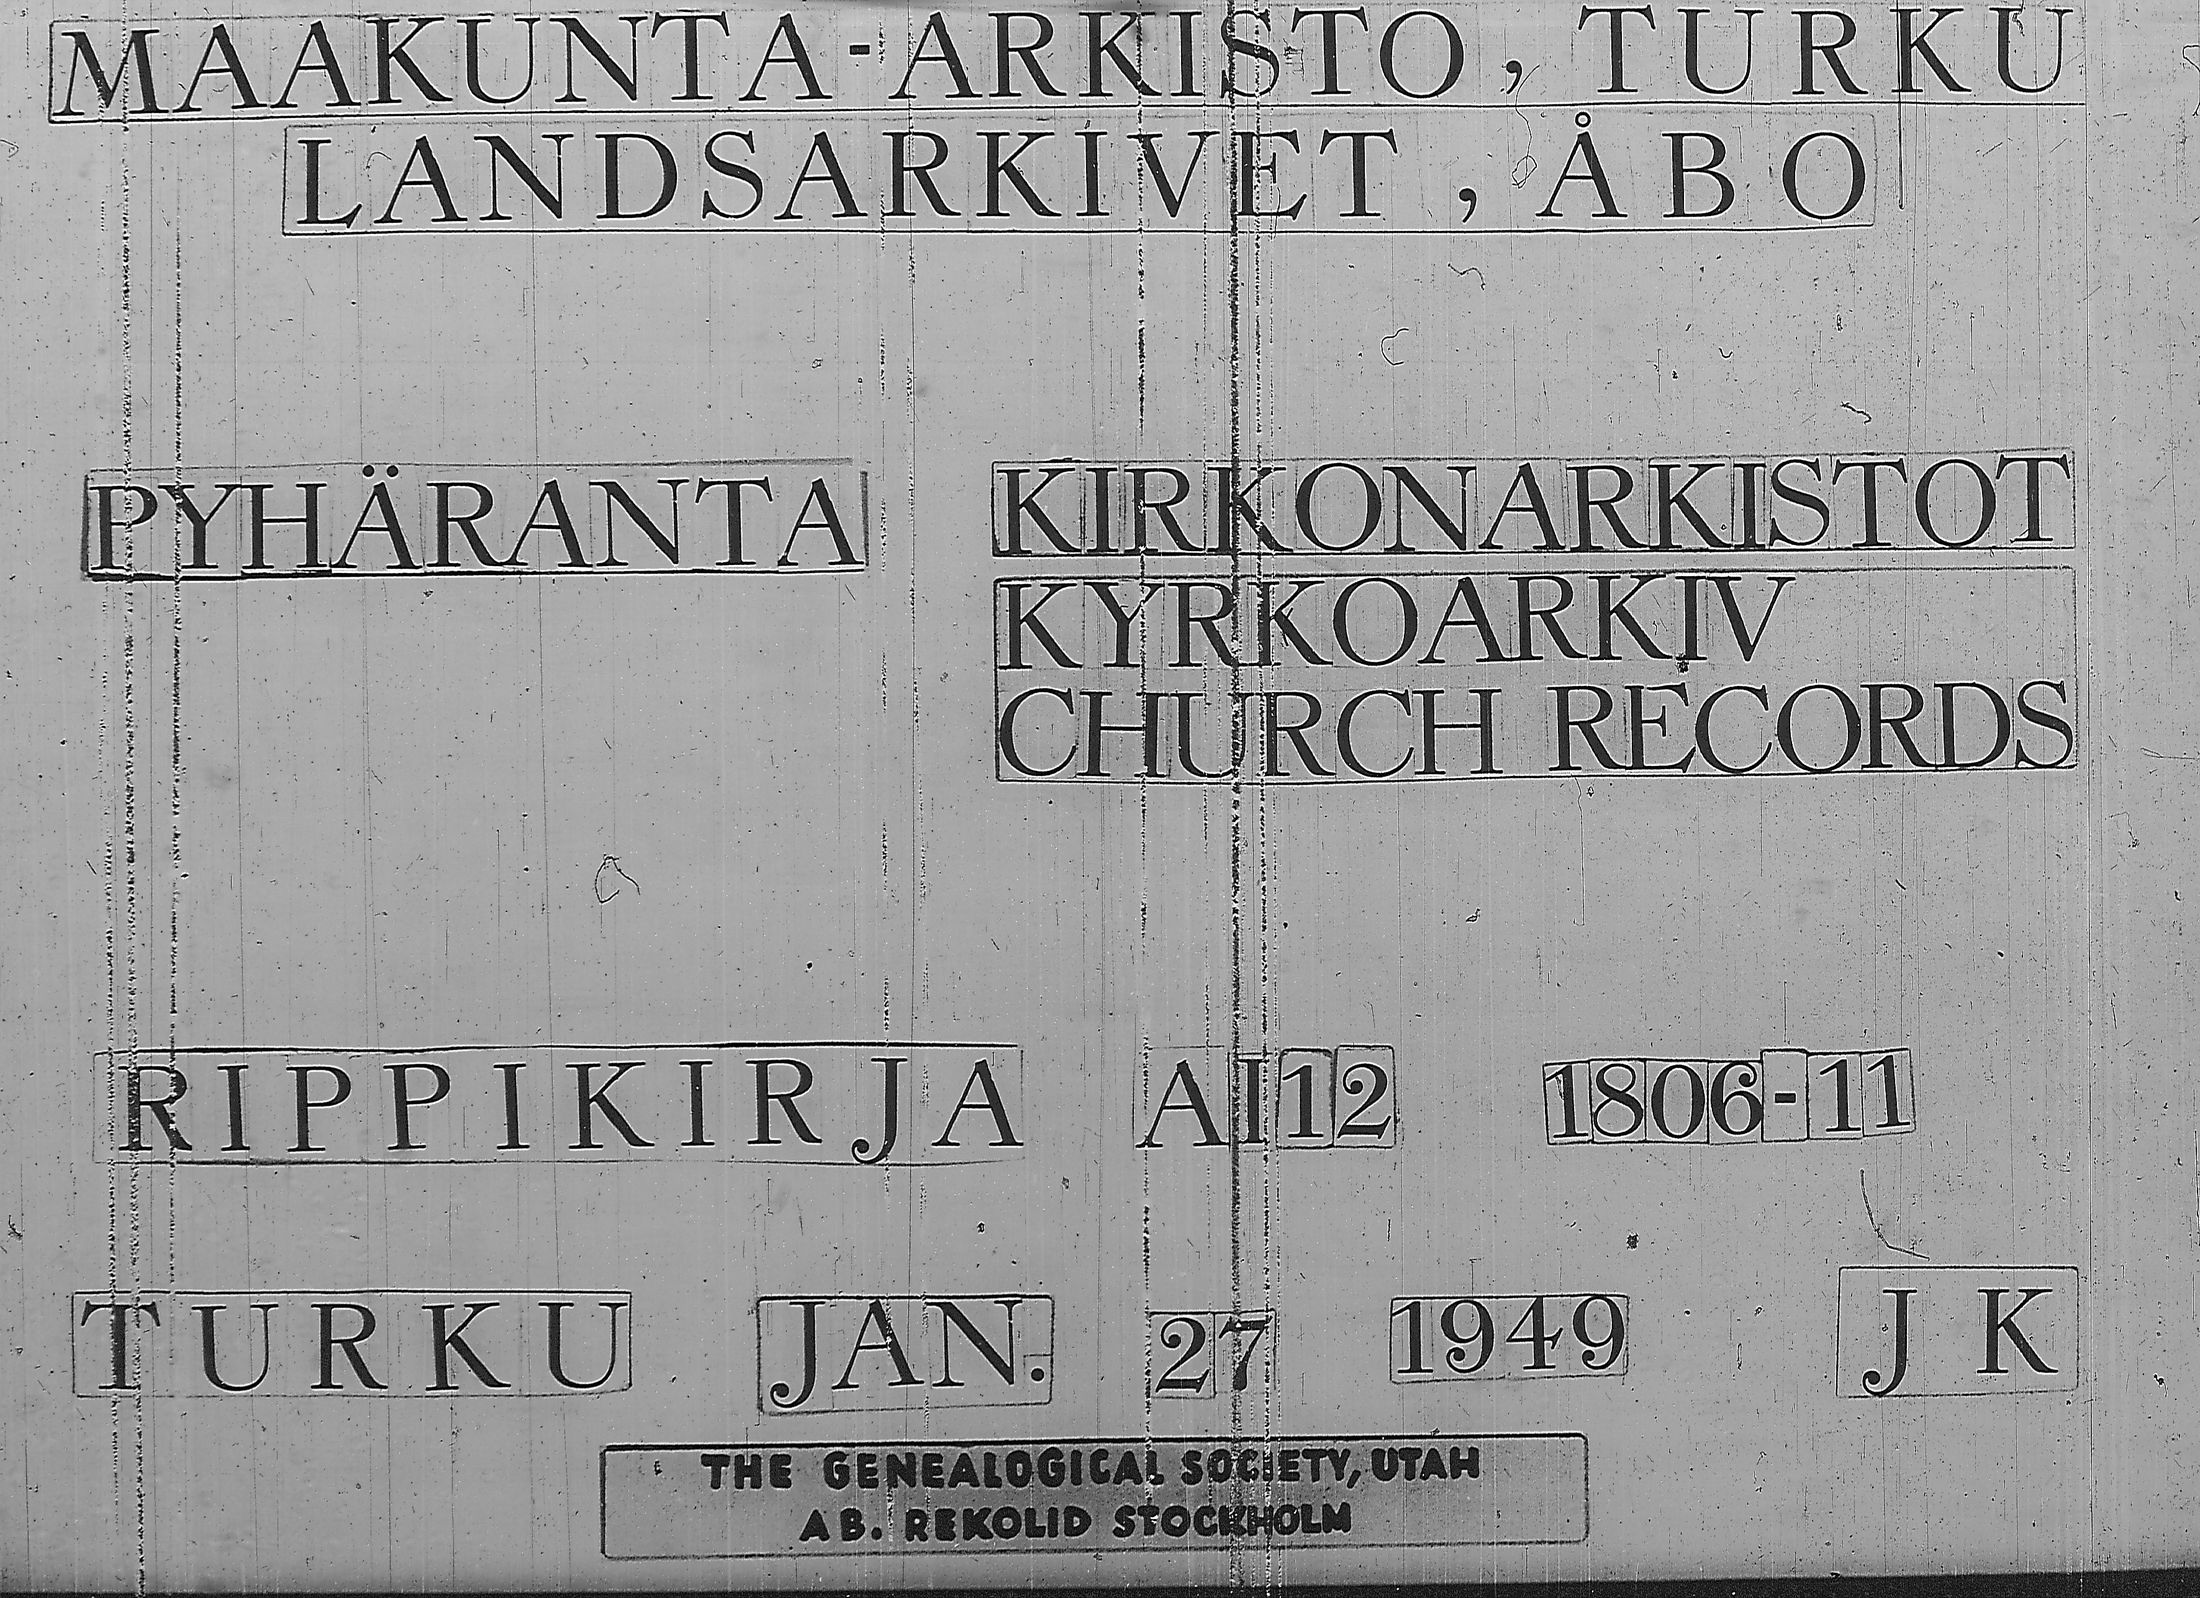 MAAKUNTA-ARKISTO, TURKU
LANDSARKIVET, ÅBO
PYHÄRANTA KIRKONARKISTOT
KYRKOARKIV
CHURCH RECORDS
RIPPIKIRJA AI12 1806-11
TURKU JAN. 27 1949 JK
THE GENEALOGICAL SOCIETY, UTAH
AB. REKOLID STOCKHOLM